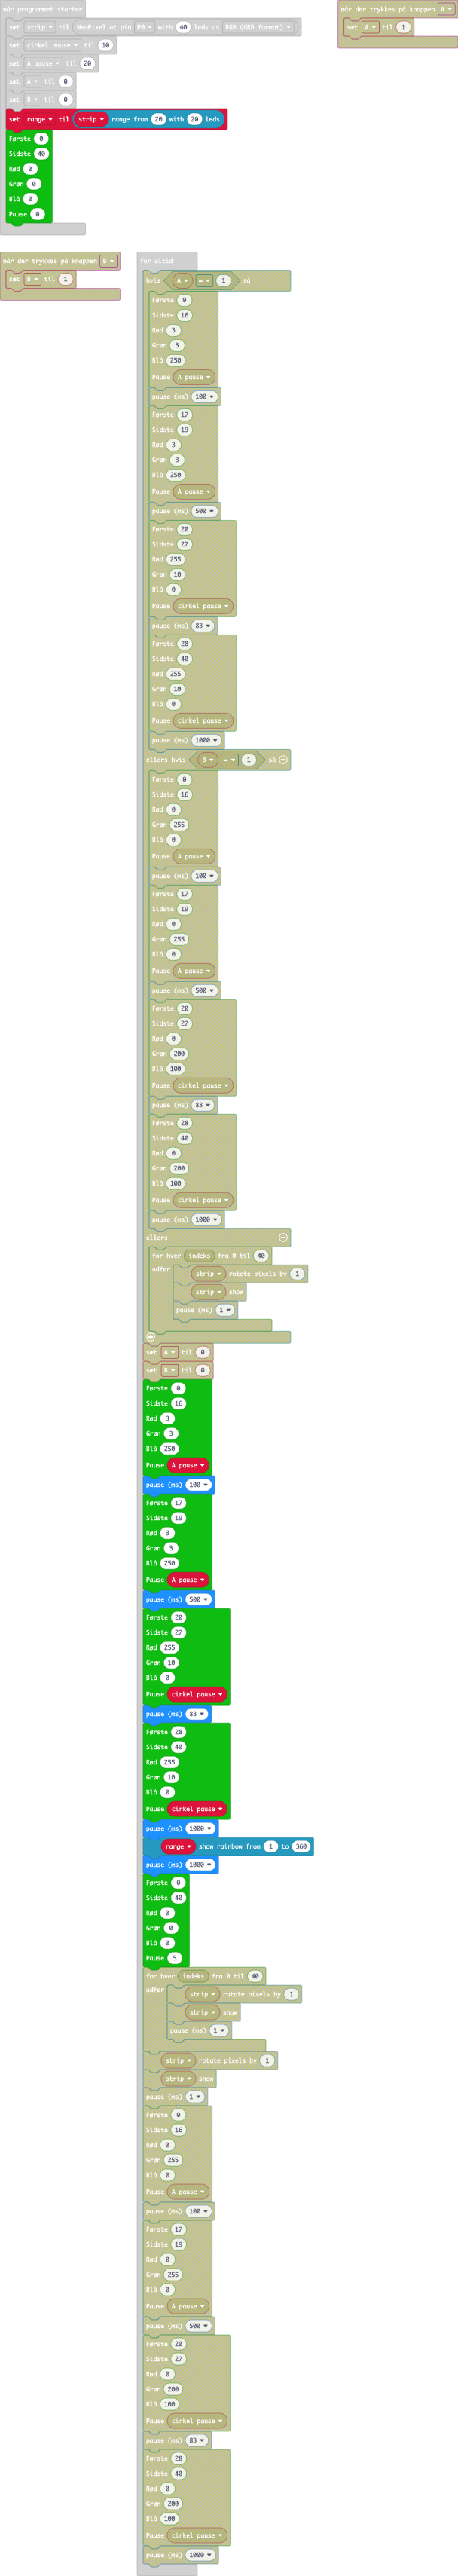 når programmet starter
sæt strip til NeoPixel at pin P0 with 40 leds as RGB (GRB format)
sæt cirkel pause til 10
sæt A pause til 20
sæt A til 0
sæt B til 0
sæt range til strip range from 20 with 20 leds
Første 0
Sidste 40
Rød 0
Grøn 0
Blå 0
Pause 0
når der trykkes på knappen A
sæt A til 1
når der trykkes på knappen B
sæt B til 1
for altid
hvis A = 1 så
Første 0
Sidste 16
Rød 3
Grøn 3
Blå 250
Pause A pause
pause (ms) 100
Første 17
Sidste 19
Rød 3
Grøn 3
Blå 250
Pause A pause
pause (ms) 500
Første 20
Sidste 27
Rød 255
Grøn 10
Blå 0
Pause cirkel pause
pause (ms) 83
Første 28
Sidste 40
Rød 255
Grøn 10
Blå 0
Pause cirkel pause
pause (ms) 1000
ellers hvis B = 1 så
Første 0
Sidste 16
Rød 0
Grøn 255
Blå 0
Pause A pause
pause (ms) 100
Første 17
Sidste 19
Rød 0
Grøn 255
Blå 0
Pause A pause
pause (ms) 500
Første 20
Sidste 27
Rød 0
Grøn 200
Blå 100
Pause cirkel pause
pause (ms) 83
Første 28
Sidste 40
Rød 0
Grøn 200
Blå 100
Pause cirkel pause
pause (ms) 1000
ellers
for hver indeks fra 0 til 40
udfør strip rotate pixels by 1
strip show
pause (ms) 1
sæt A til 0
sæt B til 0
Første 0
Sidste 16
Rød 3
Grøn 3
Blå 250
Pause A pause
pause (ms) 100
Første 17
Sidste 19
Rød 3
Grøn 3
Blå 250
Pause A pause
pause (ms) 500
Første 20
Sidste 27
Rød 255
Grøn 10
Blå 0
Pause cirkel pause
pause (ms) 83
Første 28
Sidste 40
Rød 255
Grøn 10
Blå 0
Pause cirkel pause
pause (ms) 1000
range show rainbow from 1 to 360
pause (ms) 1000
Første 0
Sidste 40
Rød 0
Grøn 0
Blå 0
Pause 5
for hver indeks fra 0 til 40
udfør strip rotate pixels by 1
strip show
pause (ms) 1
strip rotate pixels by 1
strip show
pause (ms) 1
Første 0
Sidste 16
Rød 0
Grøn 255
Blå 0
Pause A pause
pause (ms) 100
Første 17
Sidste 19
Rød 0
Grøn 255
Blå 0
Pause A pause
pause (ms) 500
Første 20
Sidste 27
Rød 0
Grøn 200
Blå 100
Pause cirkel pause
pause (ms) 83
Første 28
Sidste 40
Rød 0
Grøn 200
Blå 100
Pause cirkel pause
pause (ms) 1000